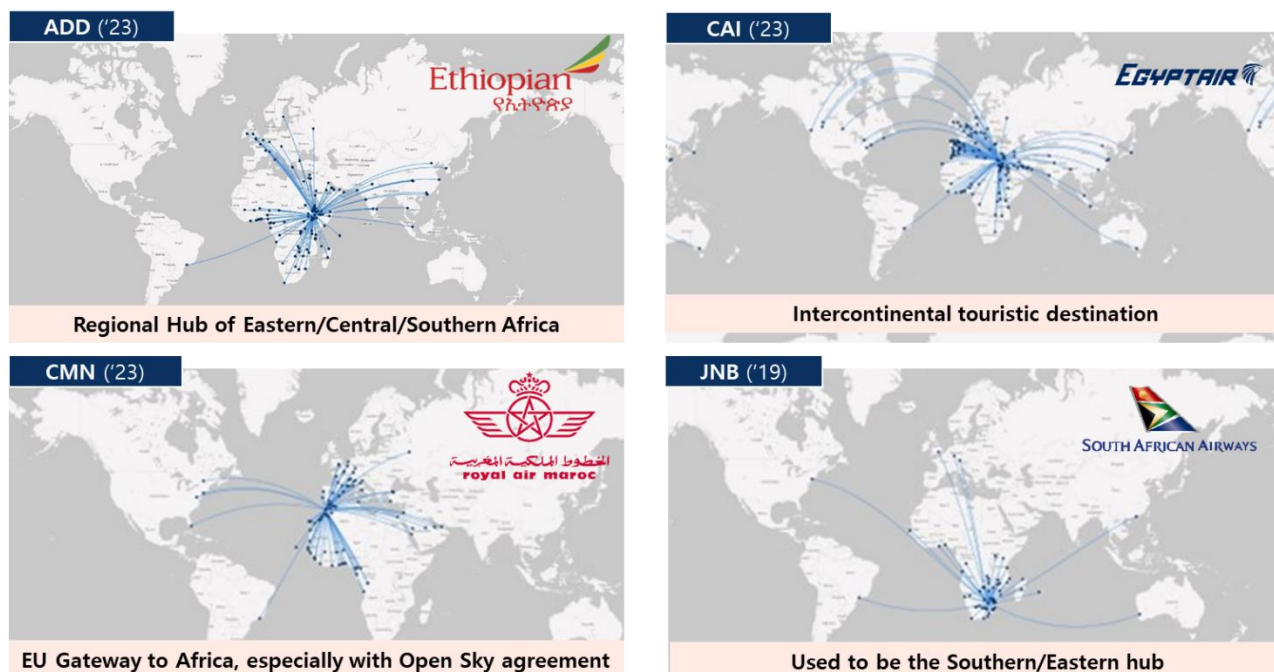 ADD ('23)
Ethiopian
የኢትዮጵያ
Regional Hub of Eastern/Central/Southern Africa
CAI ('23)
EGYPTAIR
Intercontinental touristic destination
CMN ('23)
الخطوط الملكية المغربية
royal air maroc
EU Gateway to Africa, especially with Open Sky agreement
JNB ('19)
SOUTH AFRICAN AIRWAYS
Used to be the Southern/Eastern hub